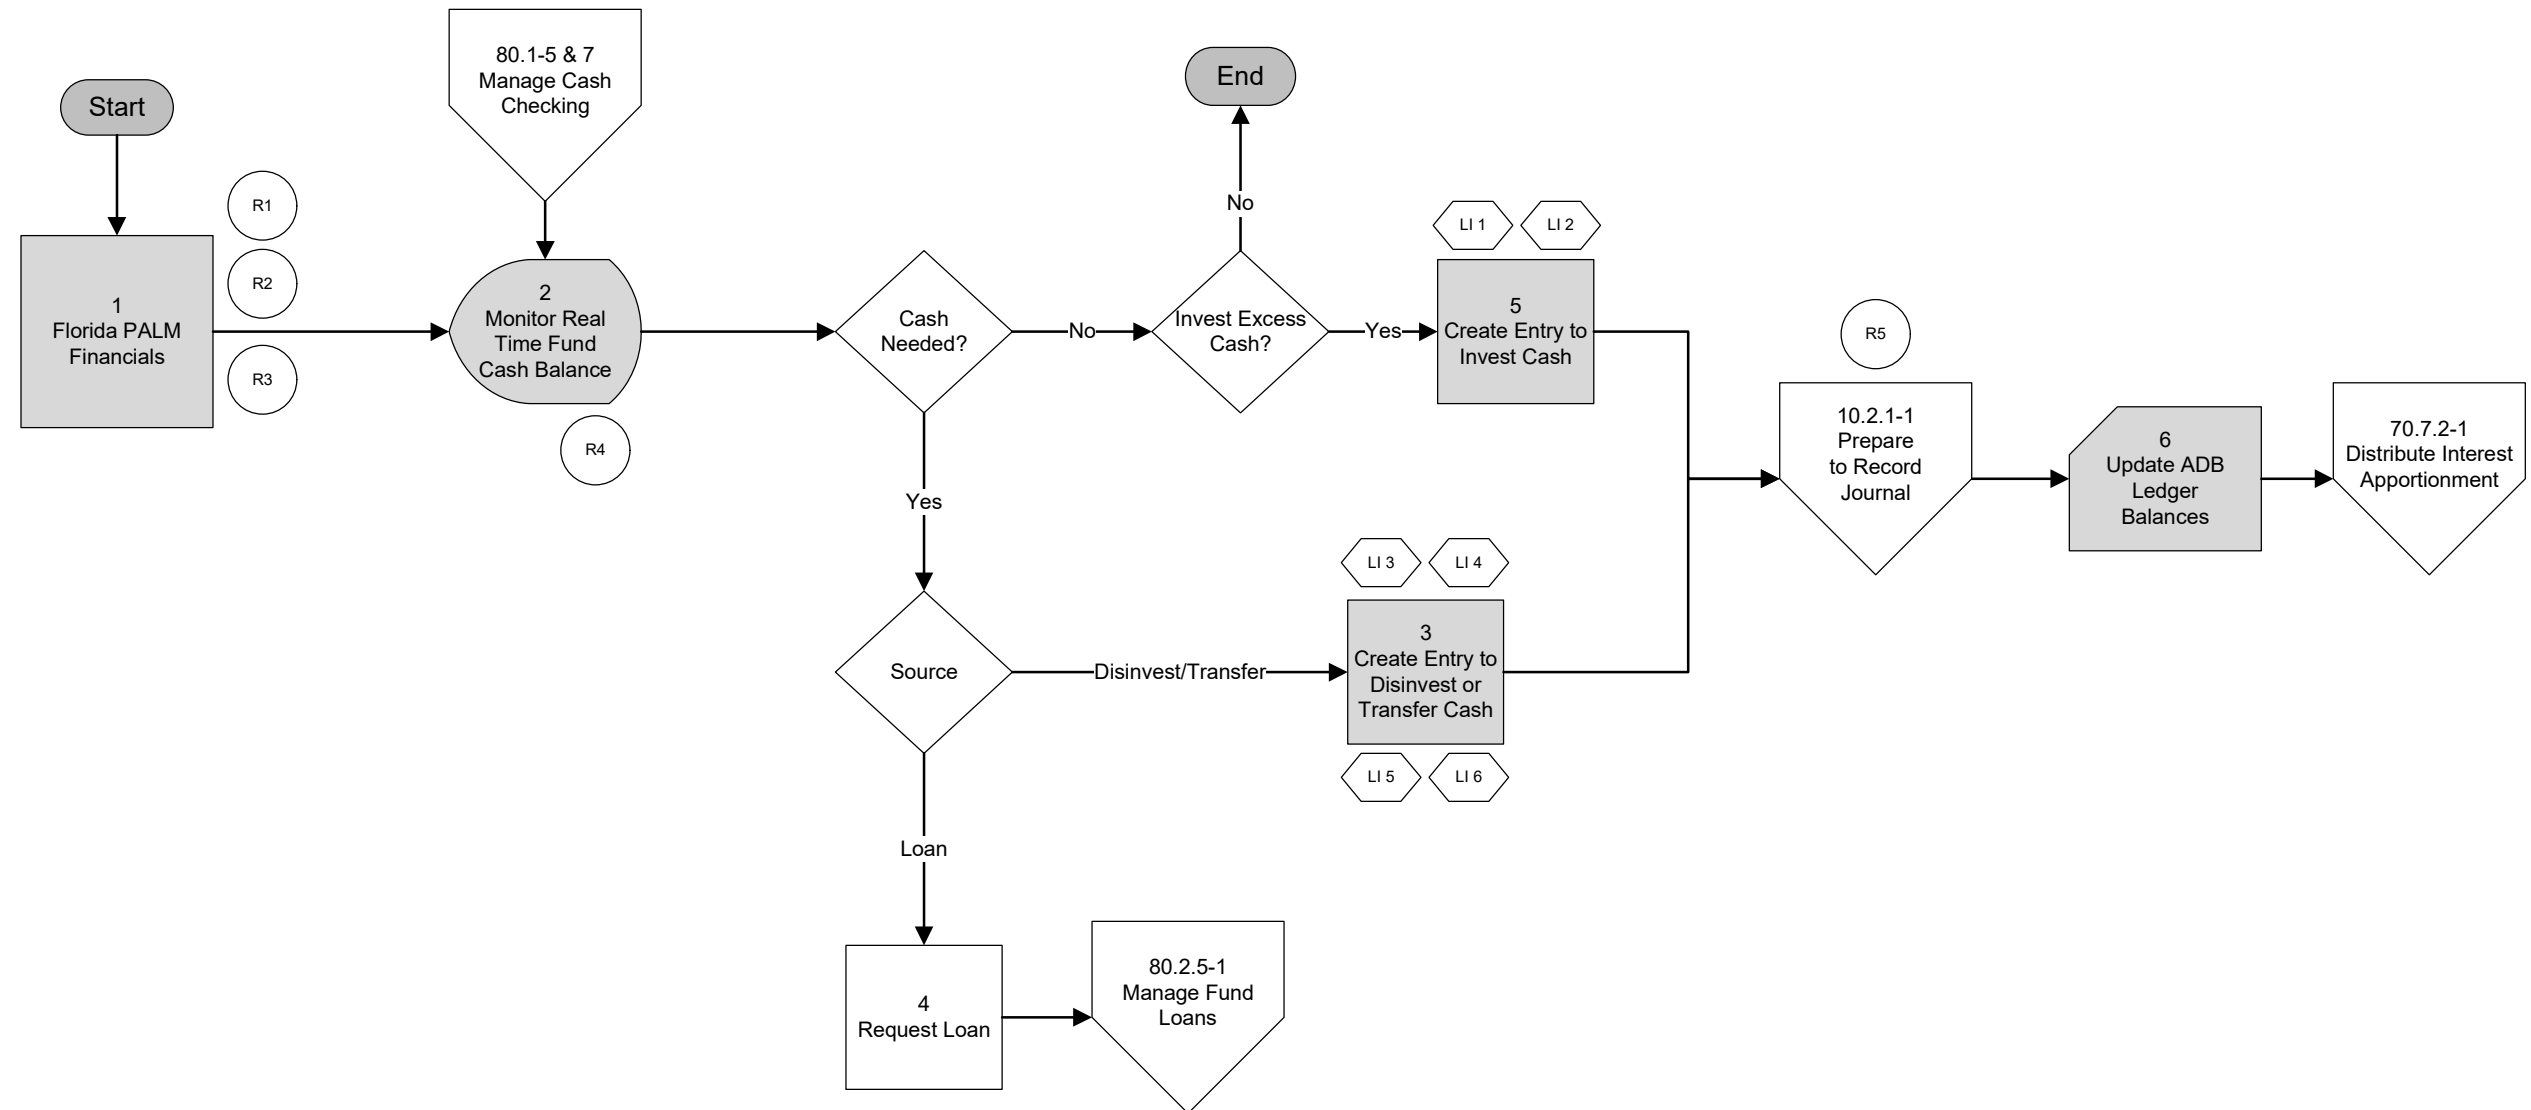 Start
80.1-5 & 7
Manage Cash
Checking
End
R1
R2
R3
1
Florida PALM
Financials
2
Monitor Real
Time Fund
Cash Balance
R4
Cash
Needed?
No
Invest Excess
Cash?
No
Yes
LI 1
LI 2
5
Create Entry to
Invest Cash
R5
10.2.1-1
Prepare
to Record
Journal
6
Update ADB
Ledger
Balances
70.7.2-1
Distribute Interest
Apportionment
Yes
Source
Disinvest/Transfer
LI 3
LI 4
3
Create Entry to
Disinvest or
Transfer Cash
LI 5
LI 6
Loan
4
Request Loan
80.2.5-1
Manage Fund
Loans